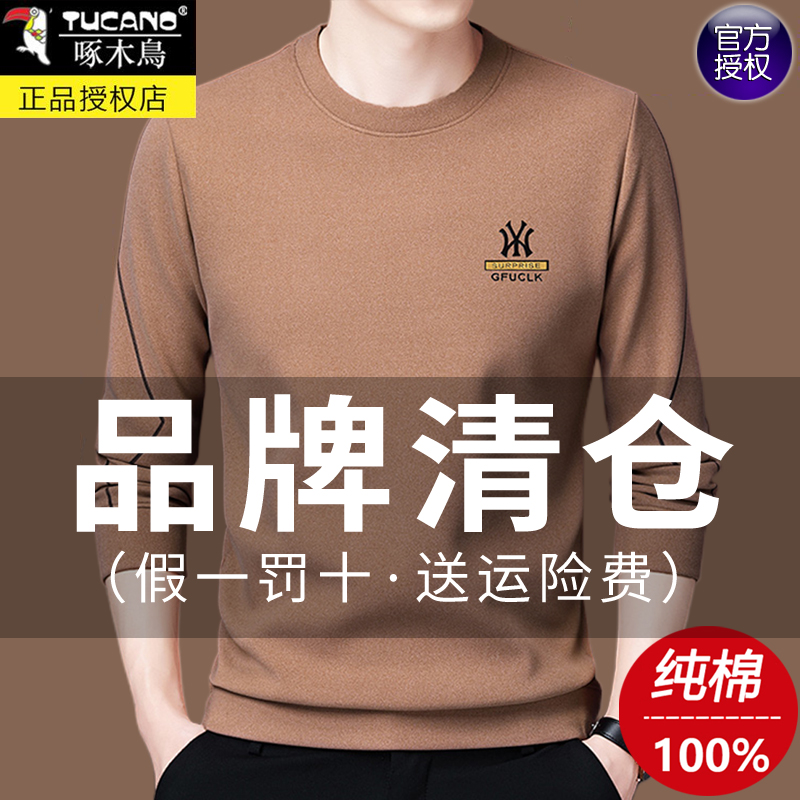 TUCANO®
啄木鳥
正品授权店
官方
授权
SURPRISE
GFUCLK
品牌清仓
（假一罚十·送运险费）
纯棉
100%